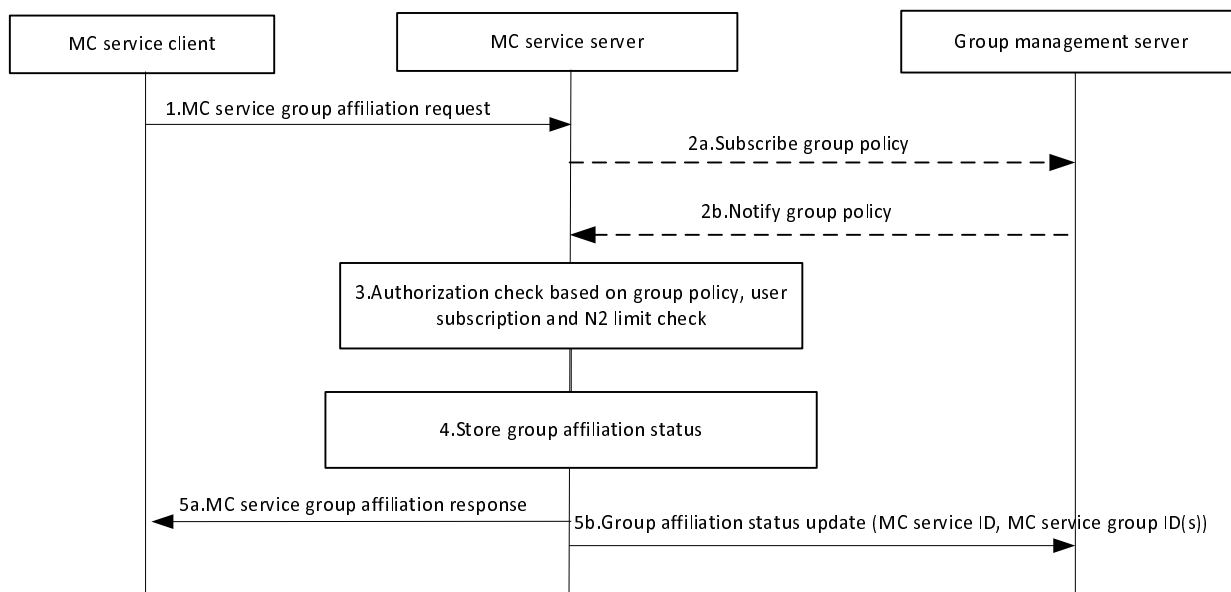 MC service client
MC service server
Group management server
1.MC service group affiliation request
2a.Subscribe group policy
2b.Notify group policy
3.Authorization check based on group policy, user
subscription and N2 limit check
4.Store group affiliation status
5a.MC service group affiliation response
5b.Group affiliation status update (MC service ID, MC service group ID(s))